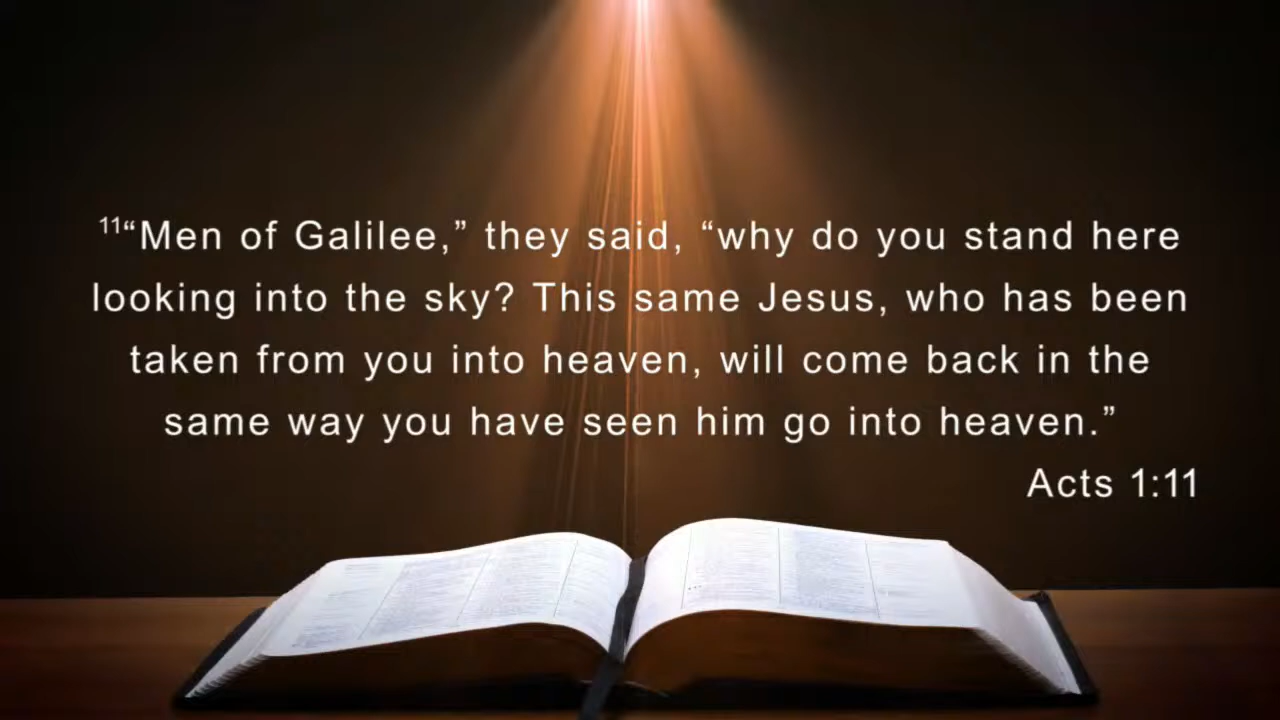 11“Men of Galilee,” they said, “why do you stand here
looking into the sky? This same Jesus, who has been
taken from you into heaven, will come back in the
same way you have seen him go into heaven.”
Acts 1:11